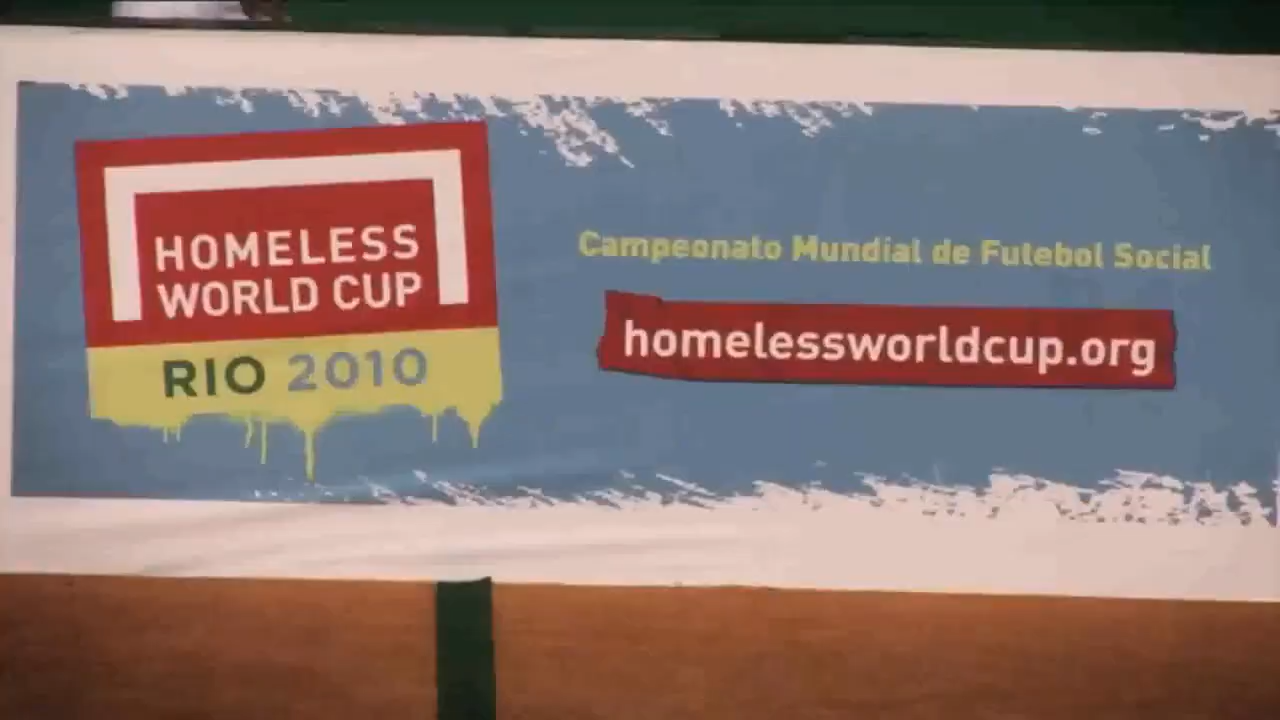 HOMELESS
WORLD CUP
RIO 2010
Campeonato Mundial de Futebol Social
homelessworldcup.org